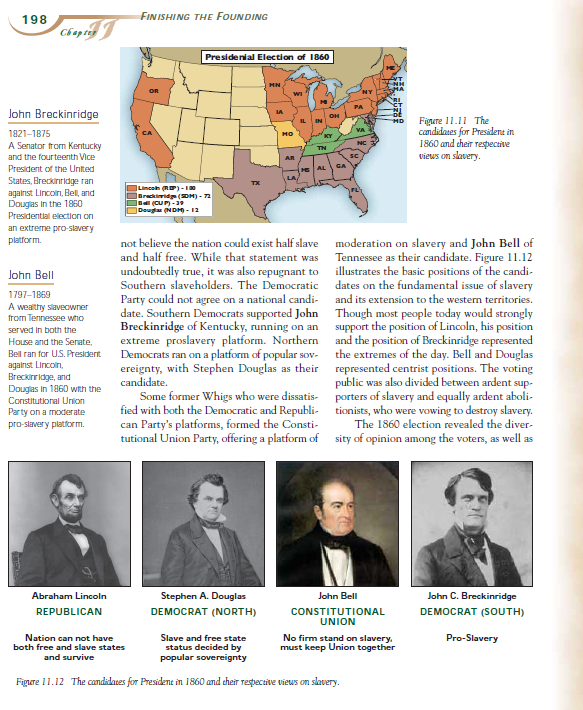 198
FINISHING THE FOUNDING
Chapter 11
Presidenial Election of 1860
OR
CA
MN
WI
IA
IL
IN
MI
OH
PA
NY
ME
VT
NH
MA
RI
CT
NJ
DE
MD
MO
KY
VA
TN
NC
SC
AR
MS
AL
GA
LA
TX
FL
Lincoln (REP) - 180
Breckinridge (SDM) - 72
Bell (CUP) - 39
Douglas (NDM) - 12
Figure 11.11 The
candidates for President in
1860 and their respective
views on slavery.
John Breckinridge
1821–1875
A Senator from Kentucky
and the fourteenth Vice
President of the United
States, Breckinridge ran
against Lincoln, Bell, and
Douglas in the 1860
Presidential election on
an extreme pro-slavery
platform.
John Bell
1797–1869
A wealthy slaveowner
from Tennessee who
served in both the
House and the Senate,
Bell ran for U.S. President
against Lincoln,
Breckinridge, and
Douglas in 1860 with the
Constitutional Union
Party on a moderate
pro-slavery platform.
not believe the nation could exist half slave
and half free. While that statement was
undoubtedly true, it was also repugnant to
Southern slaveholders. The Democratic
Party could not agree on a national candi-
date. Southern Democrats supported John
Breckinridge of Kentucky, running on an
extreme proslavery platform. Northern
Democrats ran on a platform of popular sov-
ereignty, with Stephen Douglas as their
candidate.
Some former Whigs who were dissatis-
fied with both the Democratic and Republi-
can Party's platforms, formed the Consti-
tutional Union Party, offering a platform of
moderation on slavery and John Bell of
Tennessee as their candidate. Figure 11.12
illustrates the basic positions of the candi-
dates on the fundamental issue of slavery
and its extension to the western territories.
Though most people today would strongly
support the position of Lincoln, his position
and the position of Breckinridge represented
the extremes of the day. Bell and Douglas
represented centrist positions. The voting
public was also divided between ardent sup-
porters of slavery and equally ardent aboli-
tionists, who were vowing to destroy slavery.
The 1860 election revealed the diver-
sity of opinion among the voters, as well as
Abraham Lincoln
REPUBLICAN
Nation can not have
both free and slave states
and survive
Stephen A. Douglas
DEMOCRAT (NORTH)
Slave and free state
status decided by
popular sovereignty
John Bell
CONSTITUTIONAL
UNION
No firm stand on slavery,
must keep Union together
John C. Breckinridge
DEMOCRAT (SOUTH)
Pro-Slavery
Figure 11.12 The candidates for President in 1860 and their respective views on slavery.